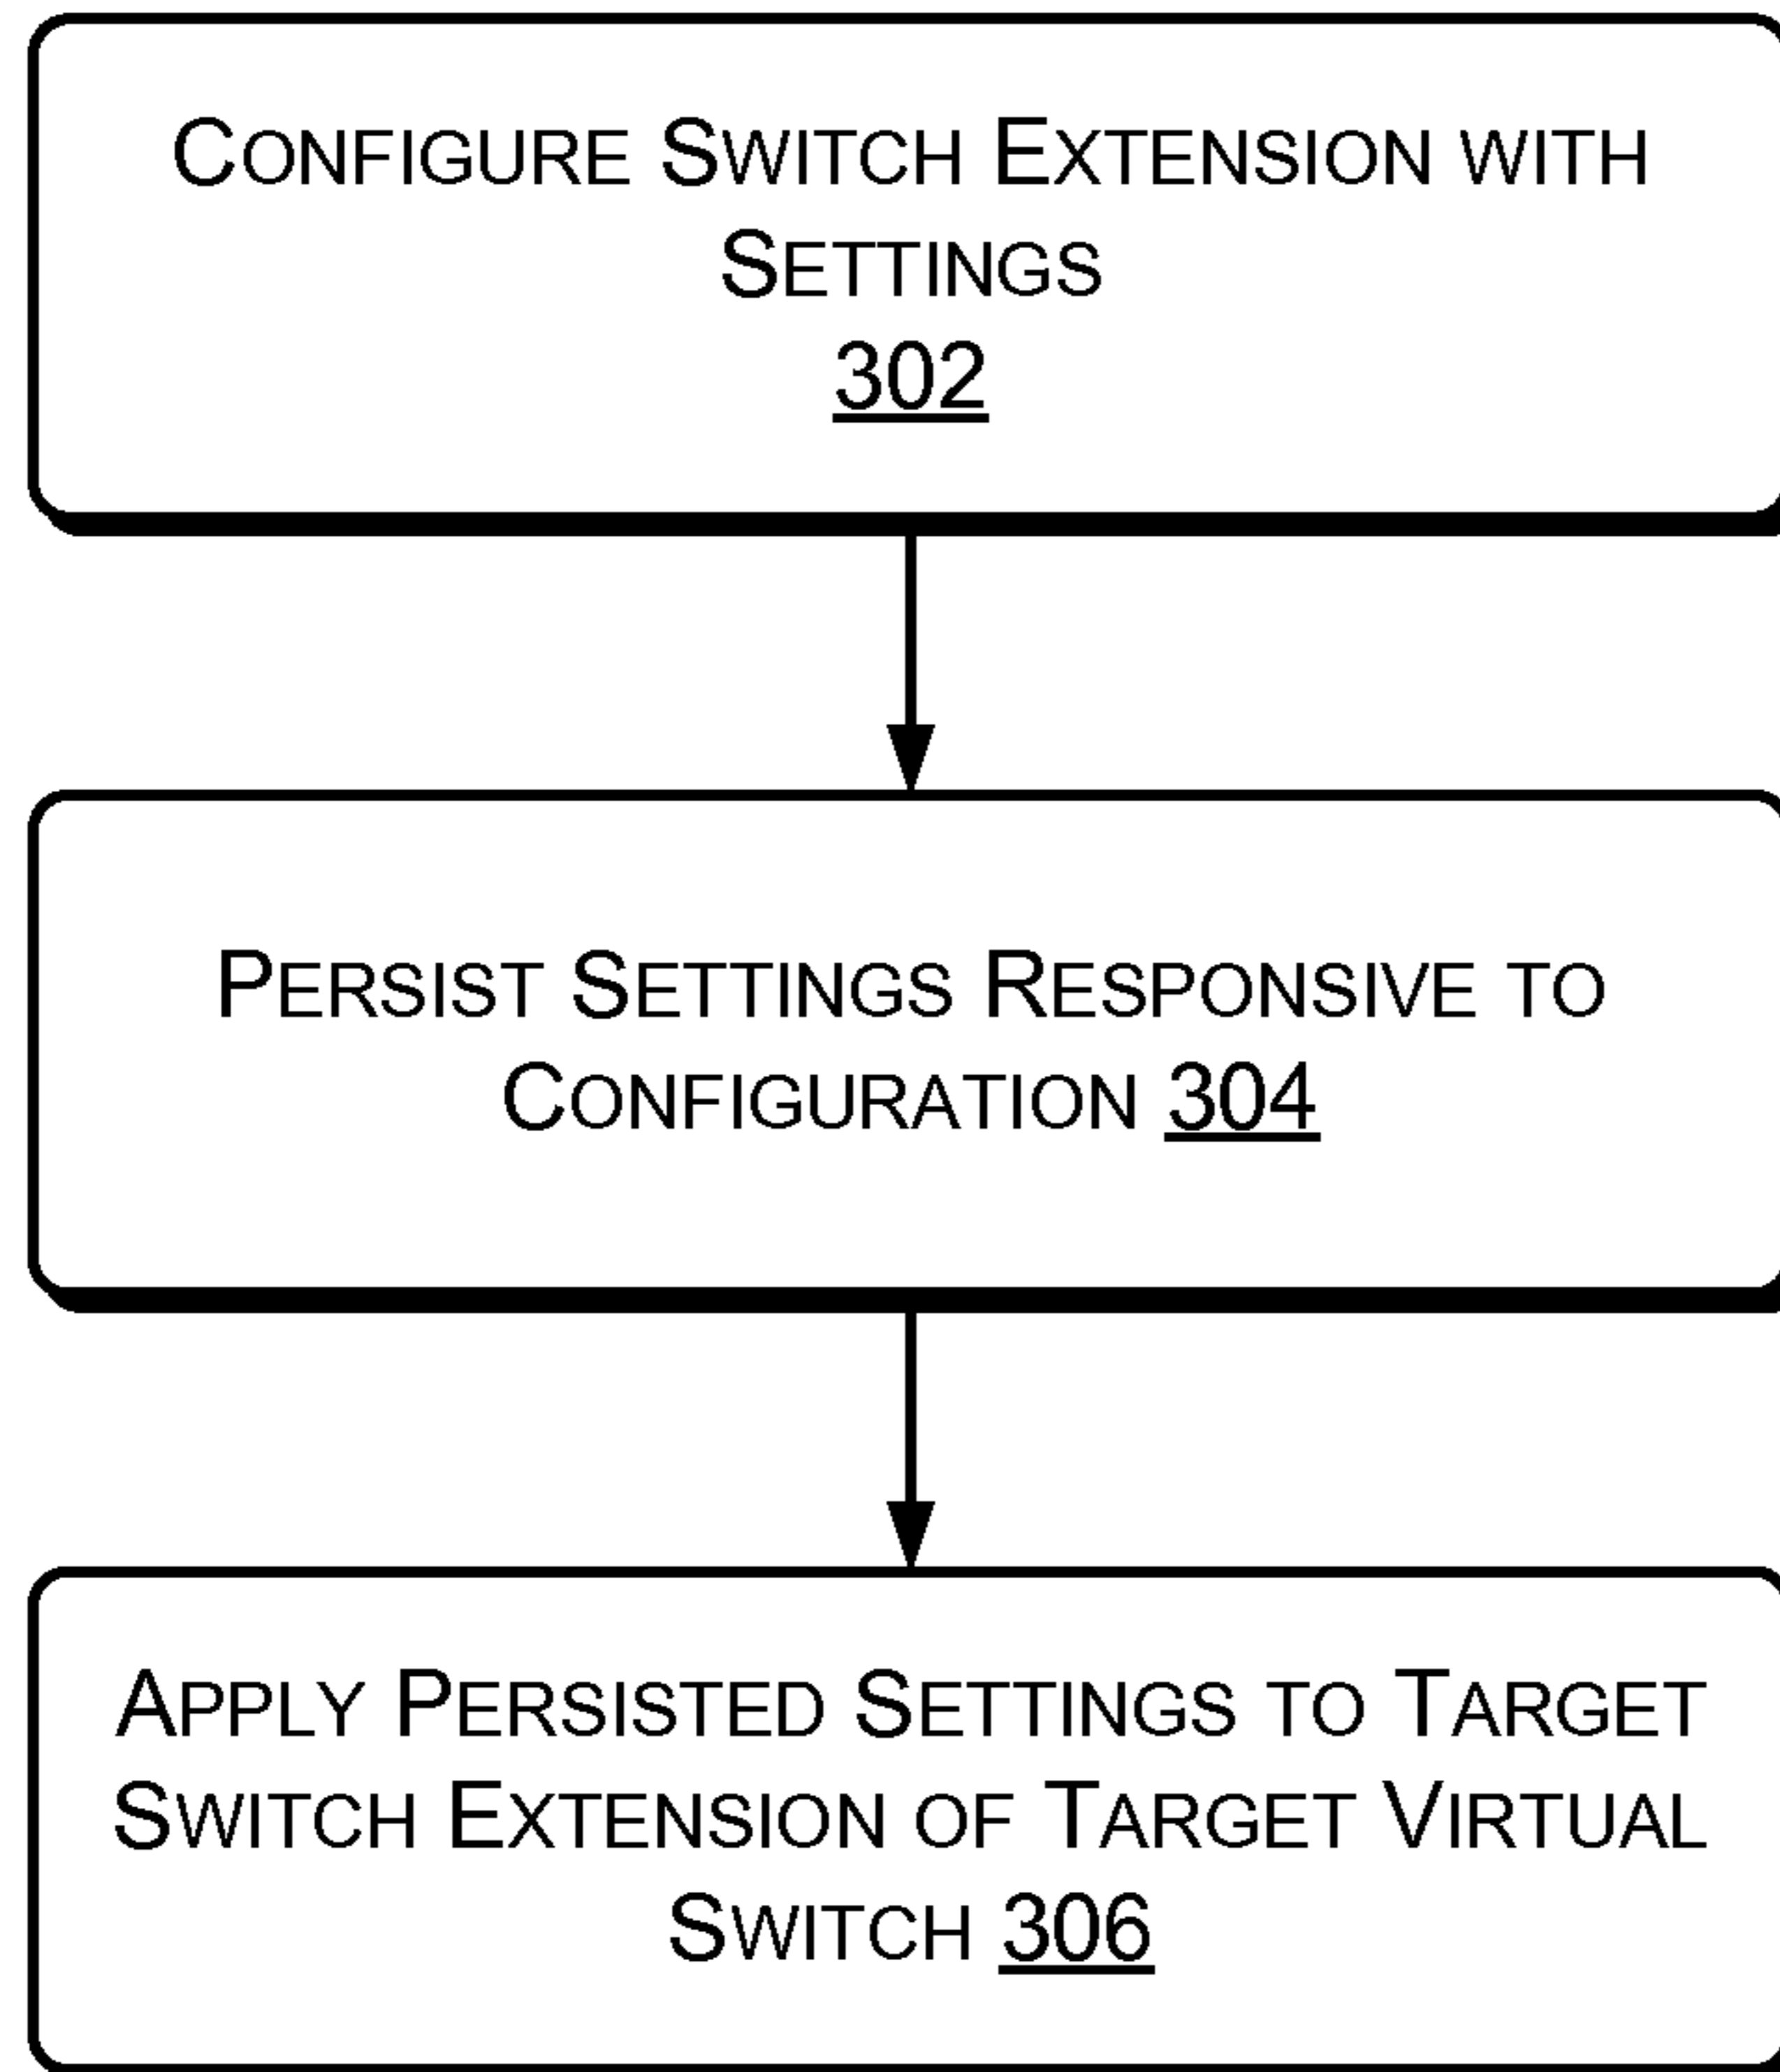 CONFIGURE SWITCH EXTENSION WITH
SETTINGS
302
PERSIST SETTINGS RESPONSIVE TO
CONFIGURATION 304
APPLY PERSISTED SETTINGS TO TARGET
SWITCH EXTENSION OF TARGET VIRTUAL
SWITCH 306